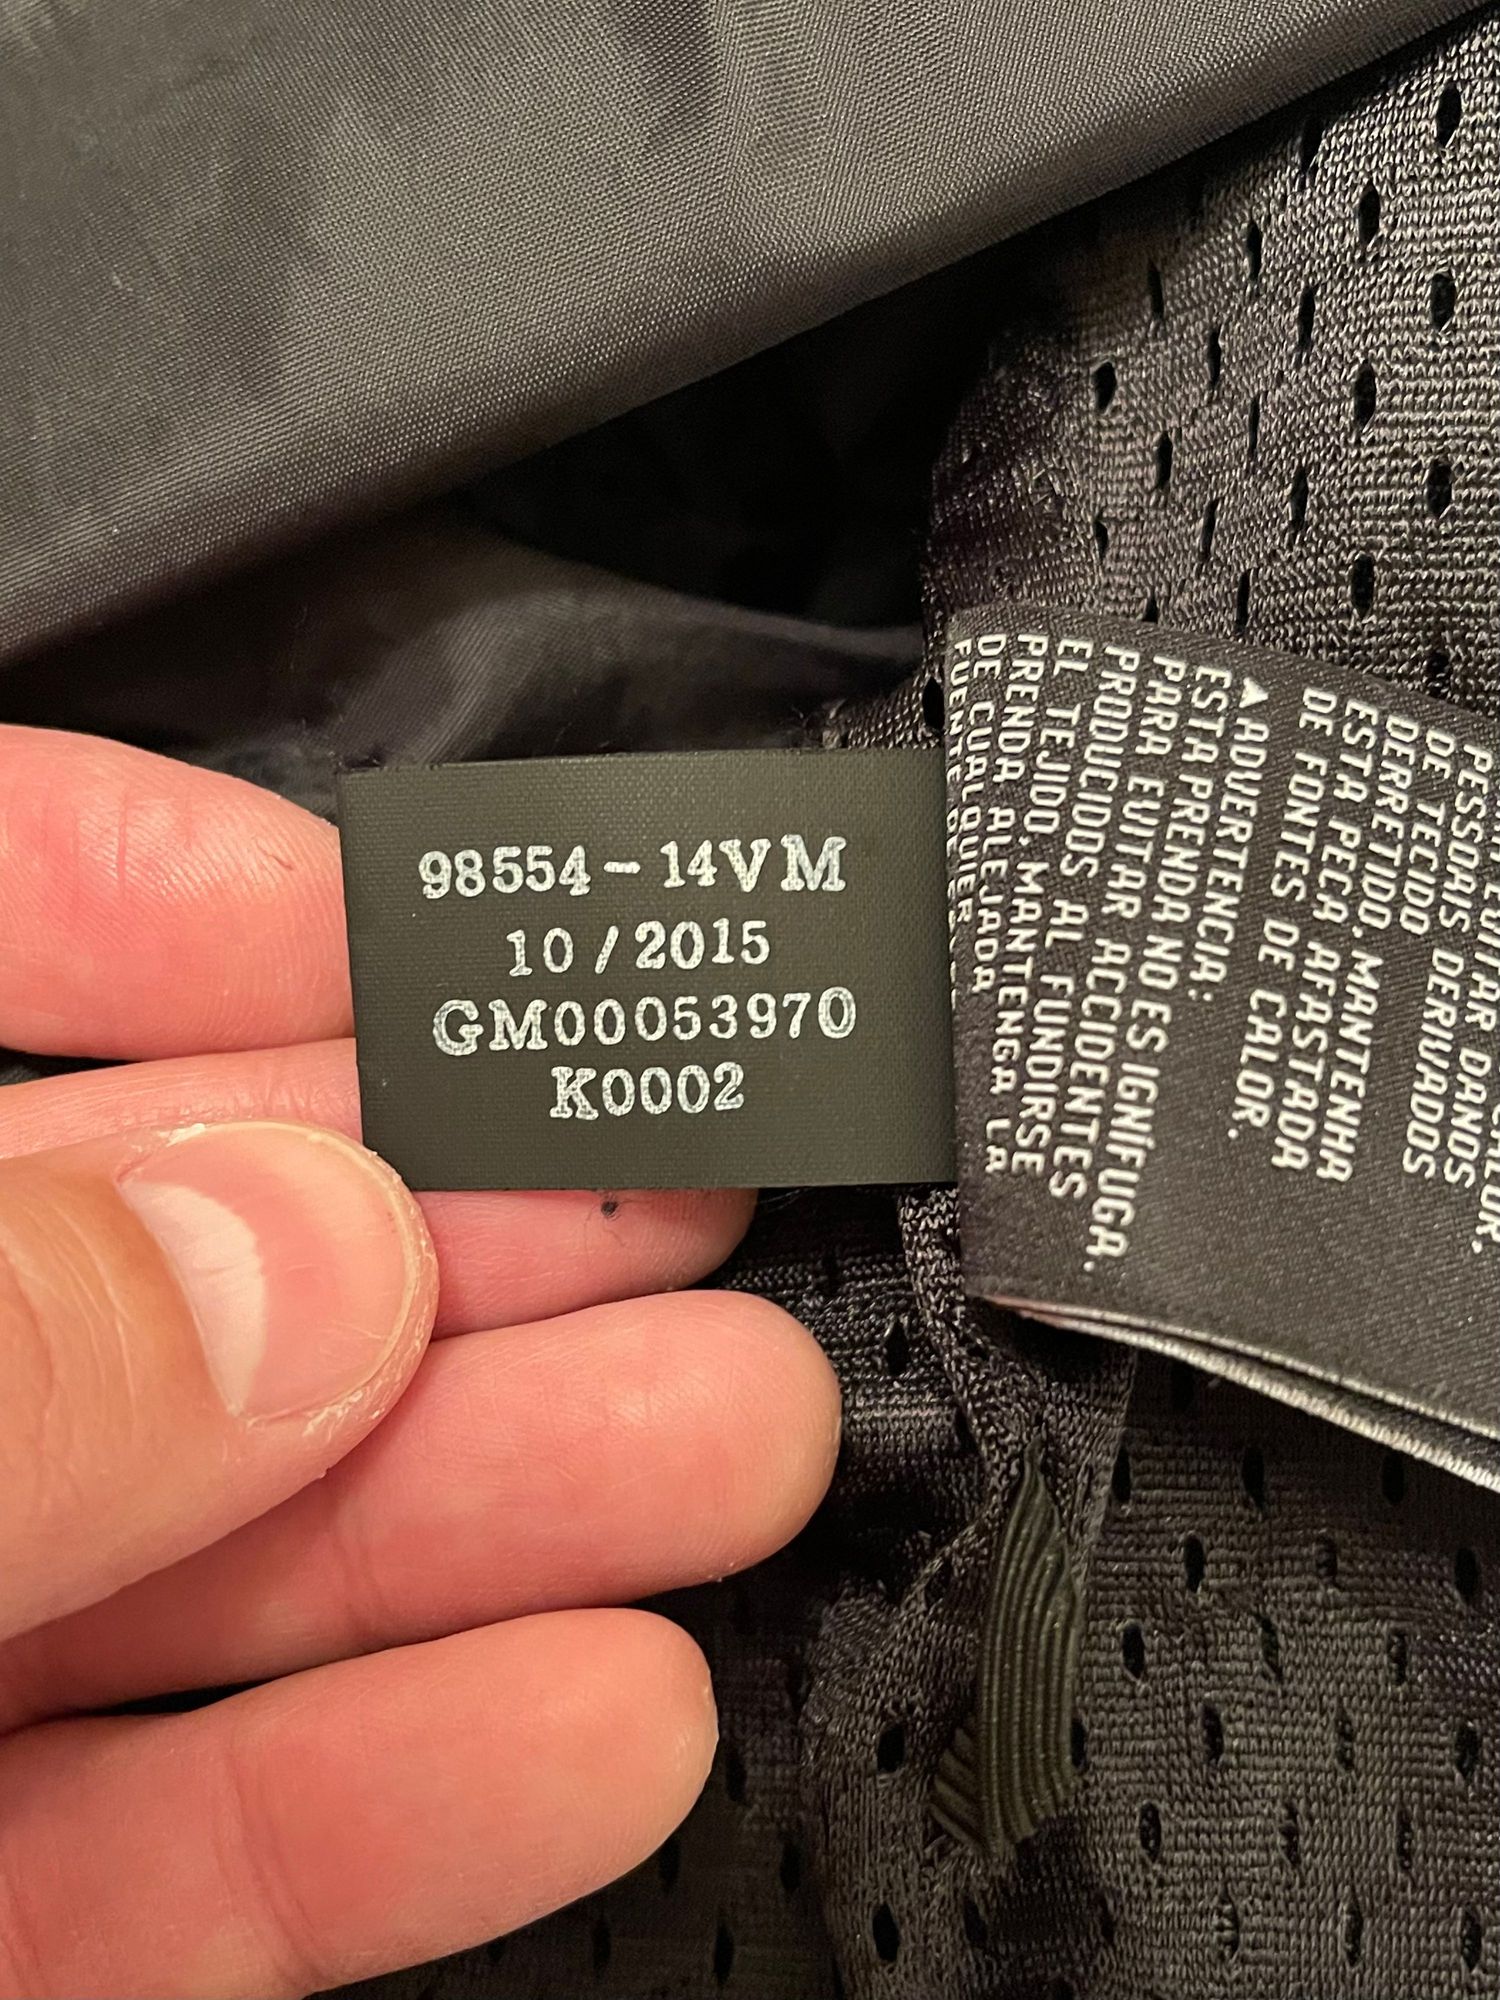 98554-14VM
10/2015
GM00053970
K0002
PESSOAIS DERIVADOS
DE TECIDO
DERRETIDO, MANTENHA
ESTA PEÇA AFASTADA
DE FONTES DE CALOR.
▲ADVERTENCIA:
ESTA PRENDA NO ES IGNÍFUGA.
PARA EVITAR ACCIDENTES
PRODUCIDOS AL FUNDIRSE
EL TEJIDO, MANTENGA LA
PRENDA ALEJADA
DE CUALQUIER
FUENTE